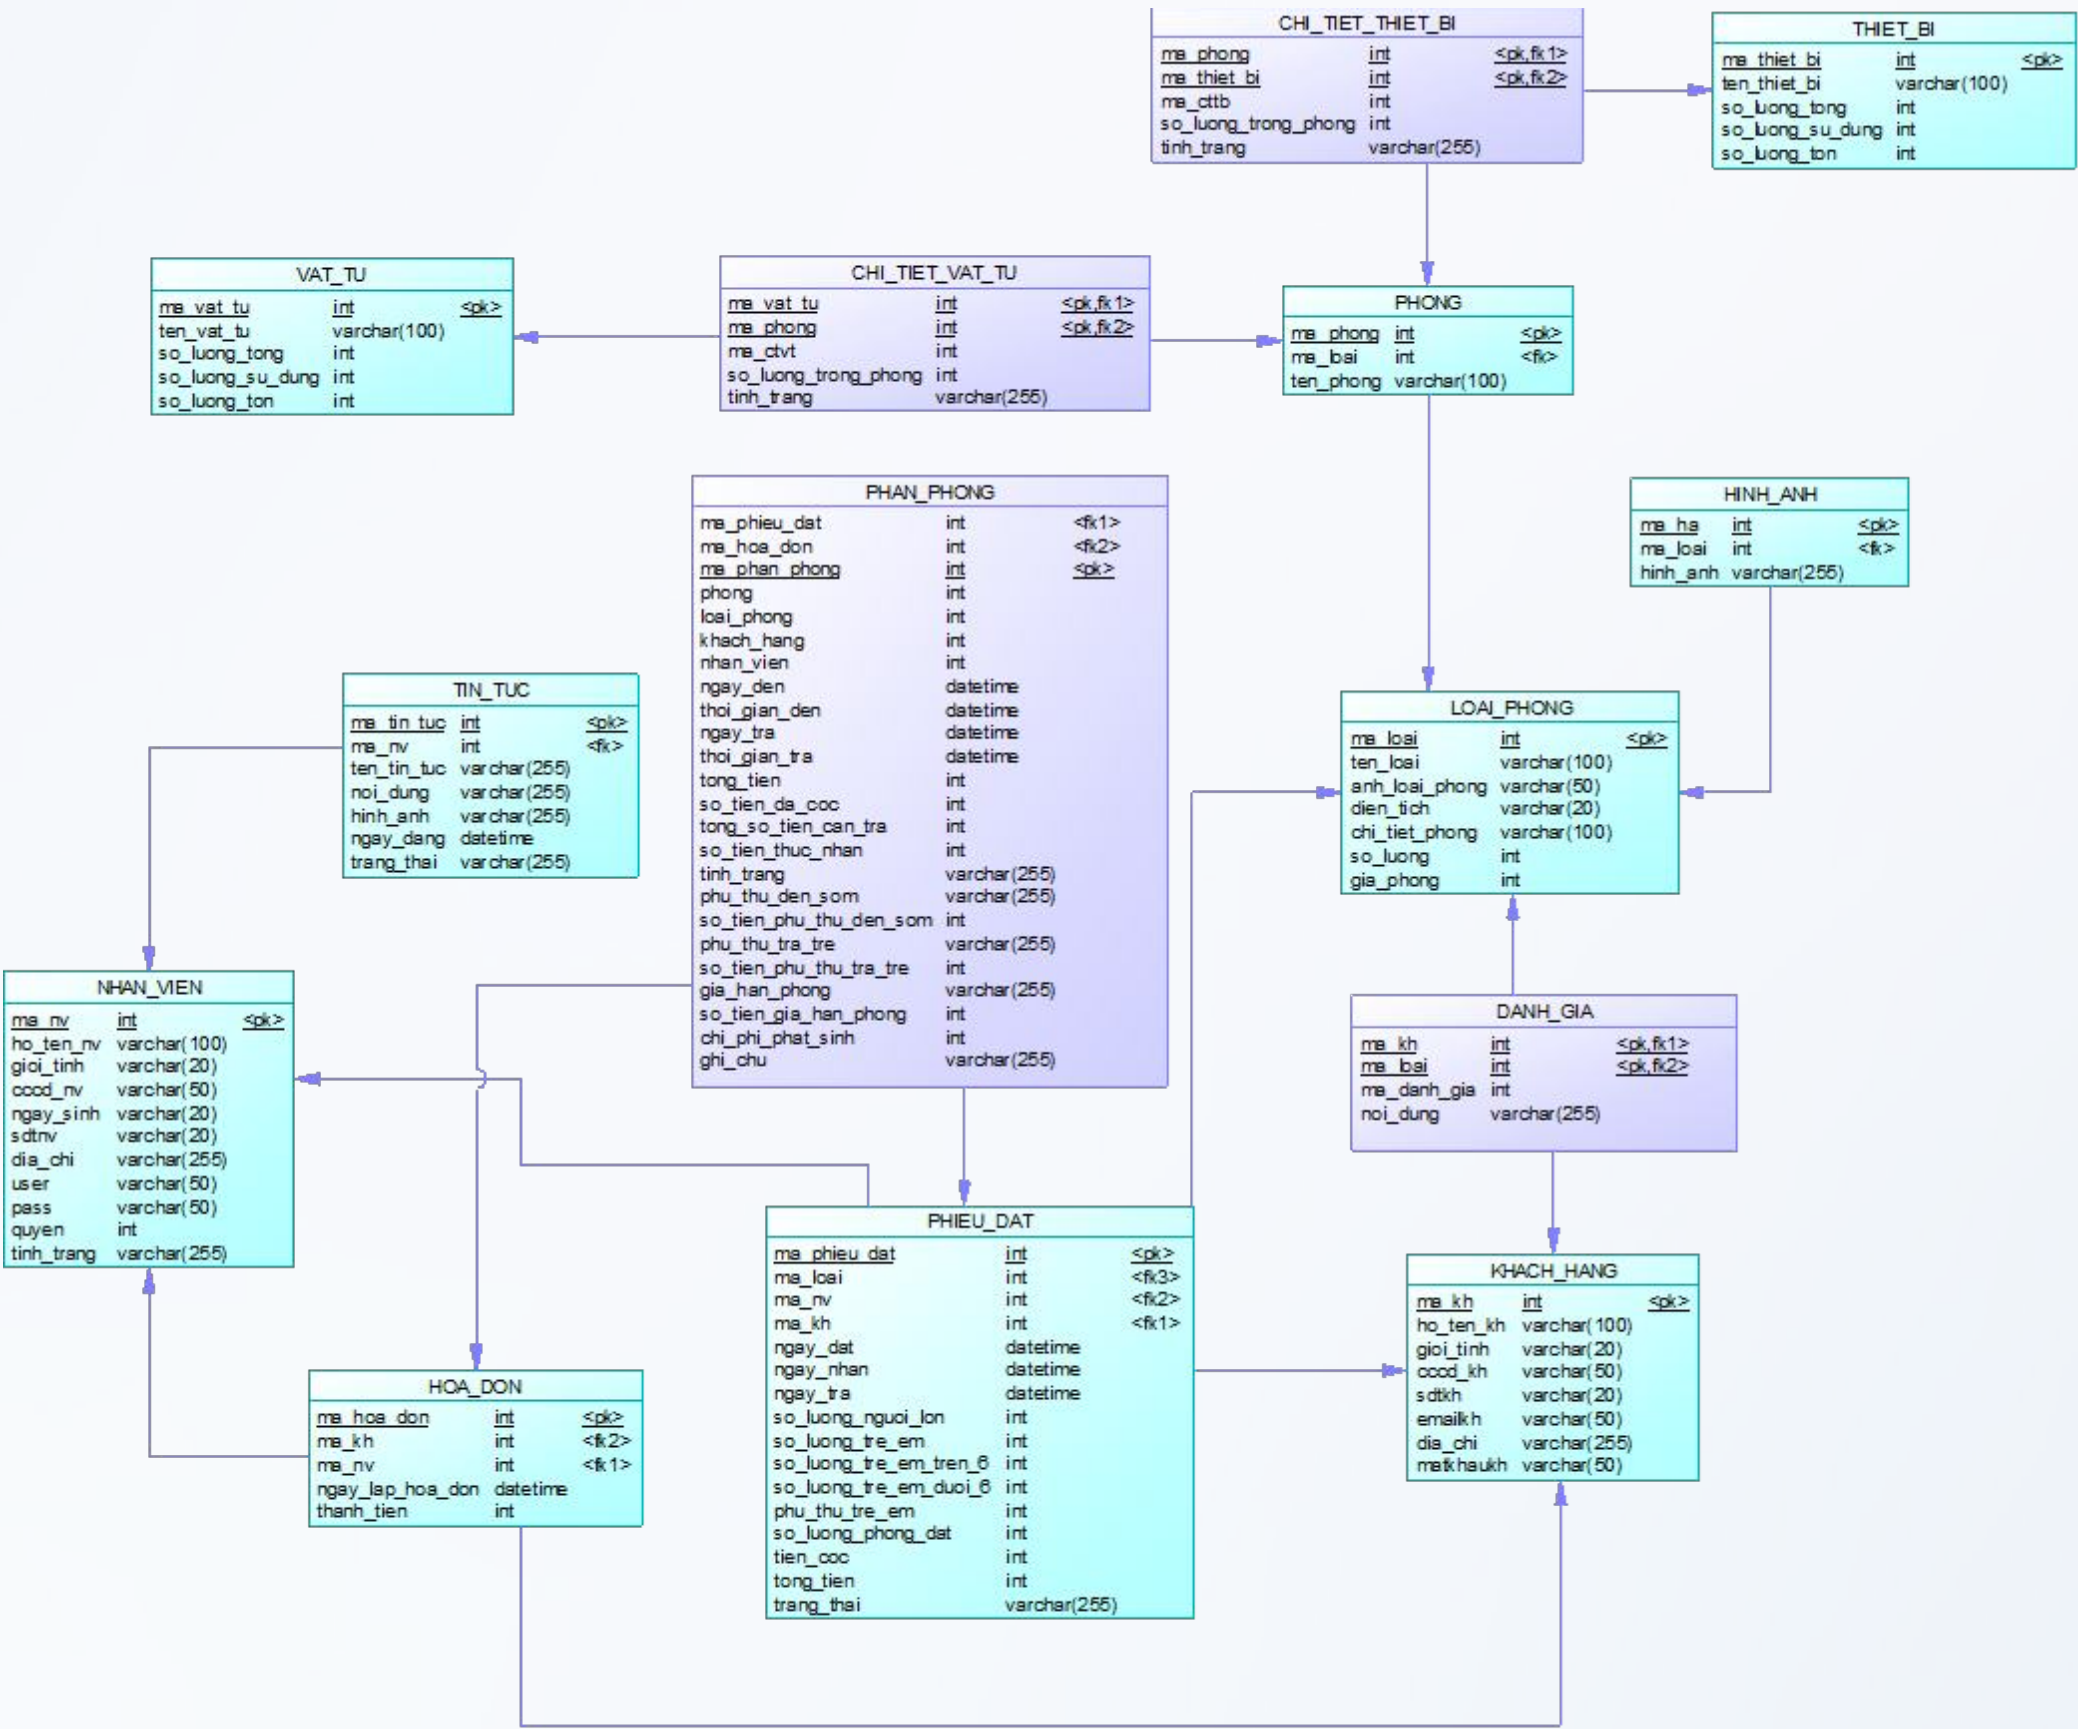 CHI_TIET_THIET_BI
ma_phong int <pk,fk1>
ma_thiet_bi int <pk,fk2>
ma_cttb int
so_luong_trong_phong int
tinh_trang varchar(255)
THIET_BI
ma_thiet_bi int <pk>
ten_thiet_bi varchar(100)
so_luong_tong int
so_luong_su_dung int
so_luong_ton int
VAT_TU
ma_vat_tu int <pk>
ten_vat_tu varchar(100)
so_luong_tong int
so_luong_su_dung int
so_luong_ton int
CHI_TIET_VAT_TU
ma_vat_tu int <pk,fk1>
ma_phong int <pk,fk2>
ma_ctvt int
so_luong_trong_phong int
tinh_trang varchar(255)
PHONG
ma_phong int <pk>
ma_loai int <fk>
ten_phong varchar(100)
PHAN_PHONG
ma_phieu_dat int <fk1>
ma_hoa_don int <fk2>
ma_phan_phong int <pk>
phong int
loai_phong int
khach_hang int
nhan_vien int
ngay_den datetime
thoi_gian_den datetime
ngay_tra datetime
thoi_gian_tra datetime
tong_tien int
so_tien_da_coc int
tong_so_tien_can_tra int
so_tien_thuc_nhan int
tinh_trang varchar(255)
phu_thu_den_som varchar(255)
so_tien_phu_thu_den_som int
phu_thu_tra_tre varchar(255)
so_tien_phu_thu_tra_tre int
gia_han_phong varchar(255)
so_tien_gia_han_phong int
chi_phi_phat_sinh int
ghi_chu varchar(255)
HINH_ANH
ma_ha int <pk>
ma_loai int <fk>
hinh_anh varchar(255)
TIN_TUC
ma_tin_tuc int <pk>
ma_nv int <fk>
ten_tin_tuc varchar(255)
noi_dung varchar(255)
hinh_anh varchar(255)
ngay_dang datetime
trang_thai varchar(255)
LOAI_PHONG
ma_loai int <pk>
ten_loai varchar(100)
anh_loai_phong varchar(50)
dien_tich varchar(20)
chi_tiet_phong varchar(100)
so_luong int
gia_phong int
NHAN_VIEN
ma_nv int <pk>
ho_ten_nv varchar(100)
gioi_tinh varchar(20)
cccd_nv varchar(50)
ngay_sinh varchar(20)
sdtnv varchar(20)
dia_chi varchar(255)
user varchar(50)
pass varchar(50)
quyen int
tinh_trang varchar(255)
DANH_GIA
ma_kh int <pk,fk1>
ma_loai int <pk,fk2>
ma_danh_gia int
noi_dung varchar(255)
PHIEU_DAT
ma_phieu_dat int <pk>
ma_loai int <fk3>
ma_nv int <fk2>
ma_kh int <fk1>
ngay_dat datetime
ngay_nhan datetime
ngay_tra datetime
so_luong_nguoi_lon int
so_luong_tre_em int
so_luong_tre_em_tren_6 int
so_luong_tre_em_duoi_6 int
phu_thu_tre_em int
so_luong_phong_dat int
tien_coc int
tong_tien int
trang_thai varchar(255)
KHACH_HANG
ma_kh int <pk>
ho_ten_kh varchar(100)
gioi_tinh varchar(20)
cccd_kh varchar(50)
sdtkh varchar(20)
emailkh varchar(50)
dia_chi varchar(255)
matkhaukh varchar(50)
HOA_DON
ma_hoa_don int <pk>
ma_kh int <fk2>
ma_nv int <fk1>
ngay_lap_hoa_don datetime
thanh_tien int